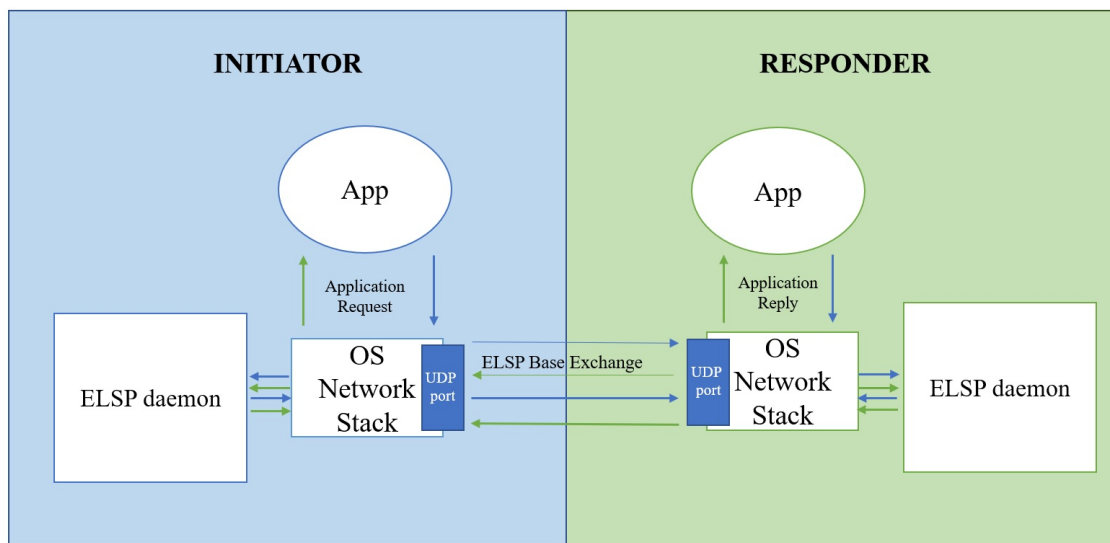 INITIATOR
RESPONDER
App
App
Application
Request
Application
Reply
ELSP daemon
OS
Network
Stack
UDP
port
ELSP Base Exchange
UDP
port
OS
Network
Stack
ELSP daemon